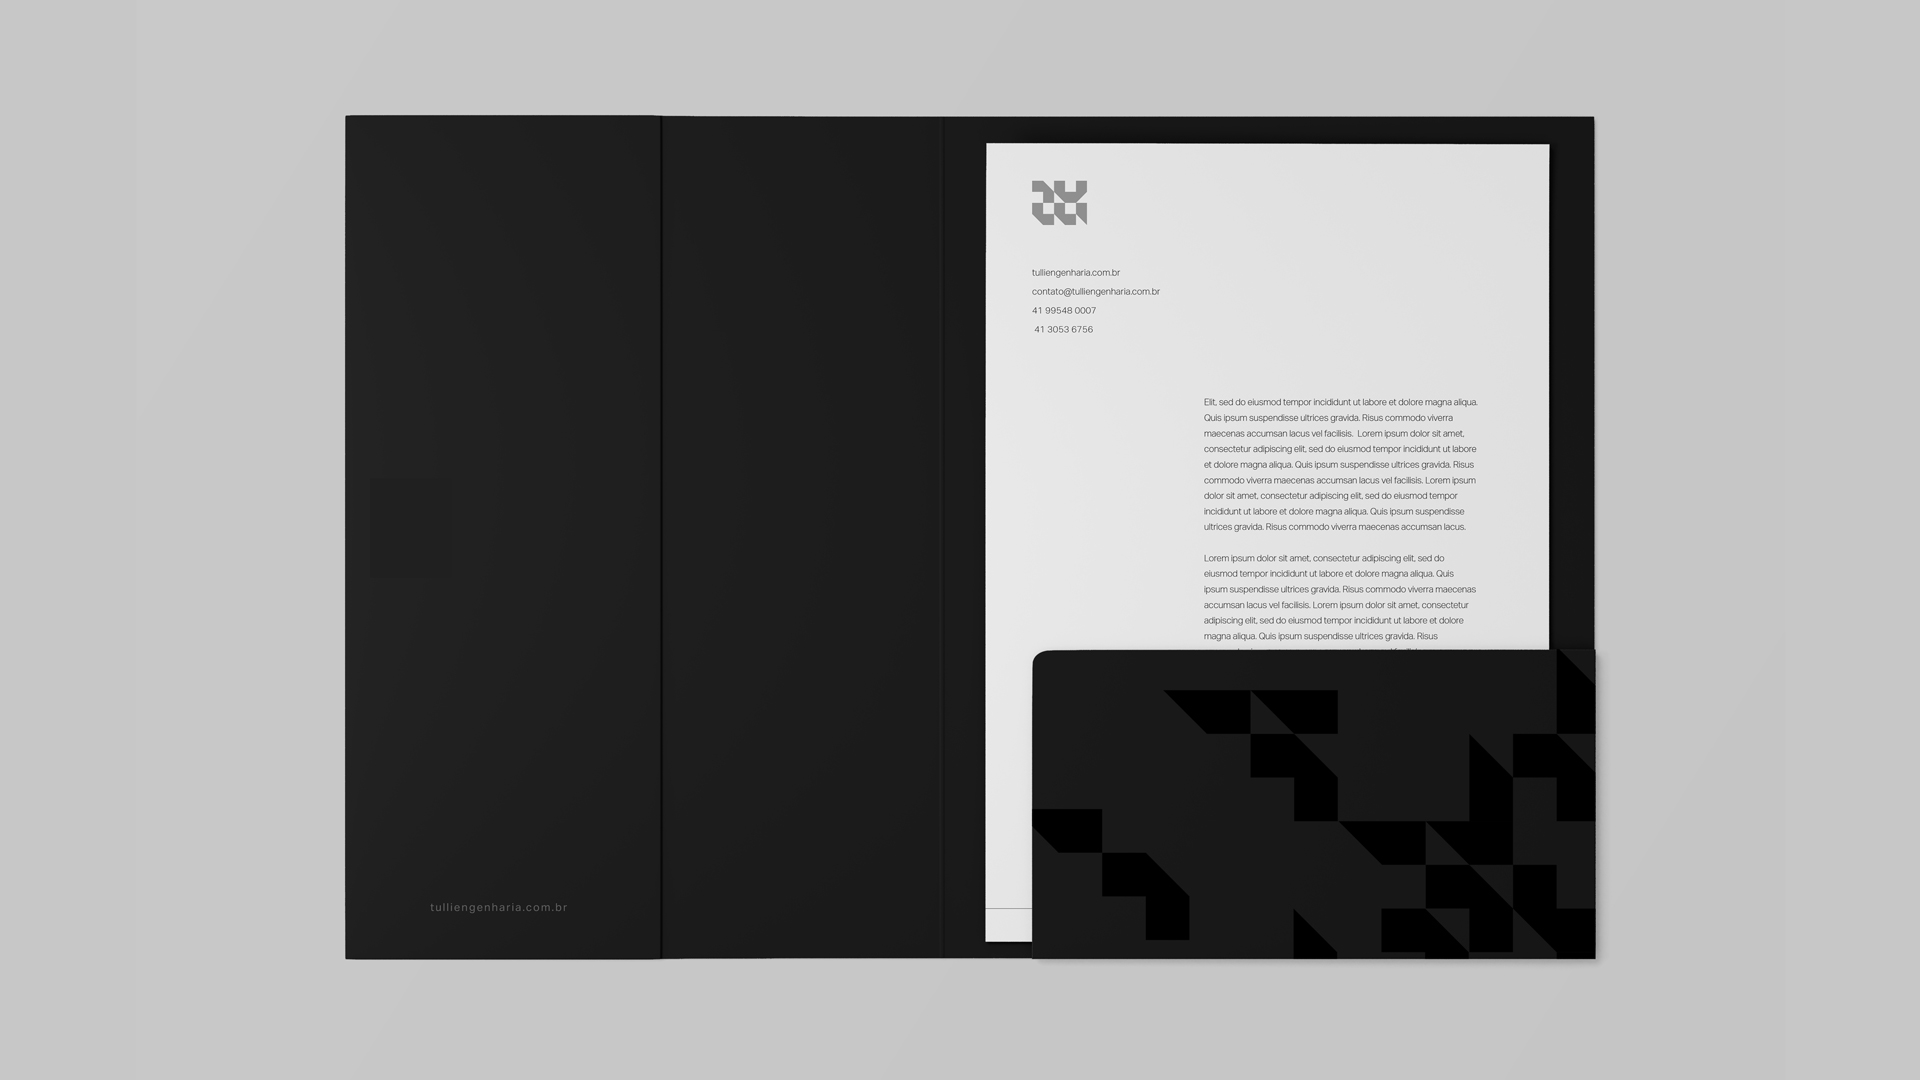 tulliengenharia.com.br
contato@tulliengenharia.com.br
41 99548 0007
41 3053 6756
Elit, sed do eiusmod tempor incididunt ut labore et dolore magna aliqua.
Quis ipsum suspendisse ultrices gravida. Risus commodo viverra
maecenas accumsan lacus vel facilisis.  Lorem ipsum dolor sit amet,
consectetur adipiscing elit, sed do eiusmod tempor incididunt ut labore
et dolore magna aliqua. Quis ipsum suspendisse ultrices gravida. Risus
commodo viverra maecenas accumsan lacus vel facilisis. Lorem ipsum
dolor sit amet, consectetur adipiscing elit, sed do eiusmod tempor
incididunt ut labore et dolore magna aliqua. Quis ipsum suspendisse
ultrices gravida. Risus commodo viverra maecenas accumsan lacus.
Lorem ipsum dolor sit amet, consectetur adipiscing elit, sed do
eiusmod tempor incididunt ut labore et dolore magna aliqua. Quis
ipsum suspendisse ultrices gravida. Risus commodo viverra maecenas
accumsan lacus vel facilisis. Lorem ipsum dolor sit amet, consectetur
adipiscing elit, sed do eiusmod tempor incididunt ut labore et dolore
magna aliqua. Quis ipsum suspendisse ultrices gravida. Risus
tulliengenharia.com.br